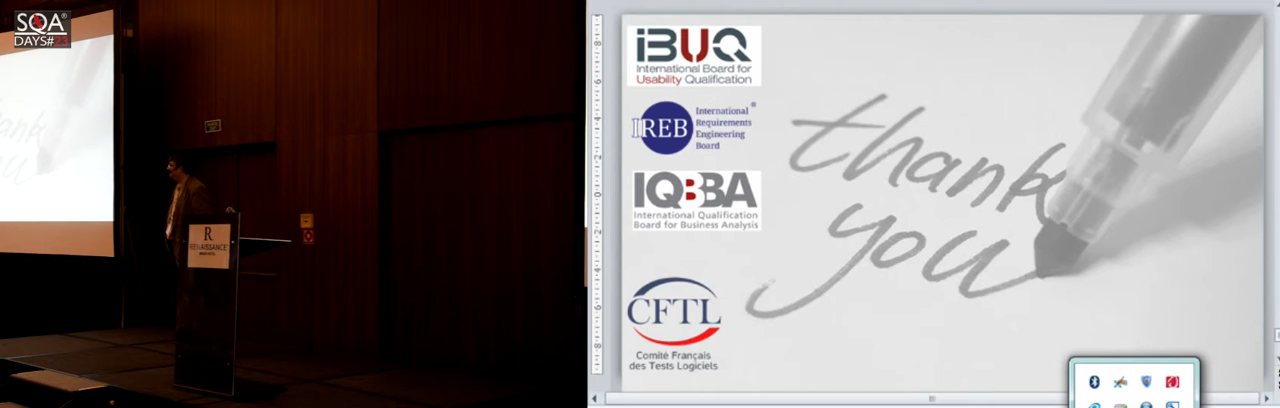 SQA®
DAYS#23
R
RENAISSANCE
iBUQ
International Board for
Usability Qualification
IREB
International
Requirements
Engineering
Board
®
IQBBA
International Qualification
Board for Business Analysis
CFTL
Comité Français
des Tests Logiciels
thank
you